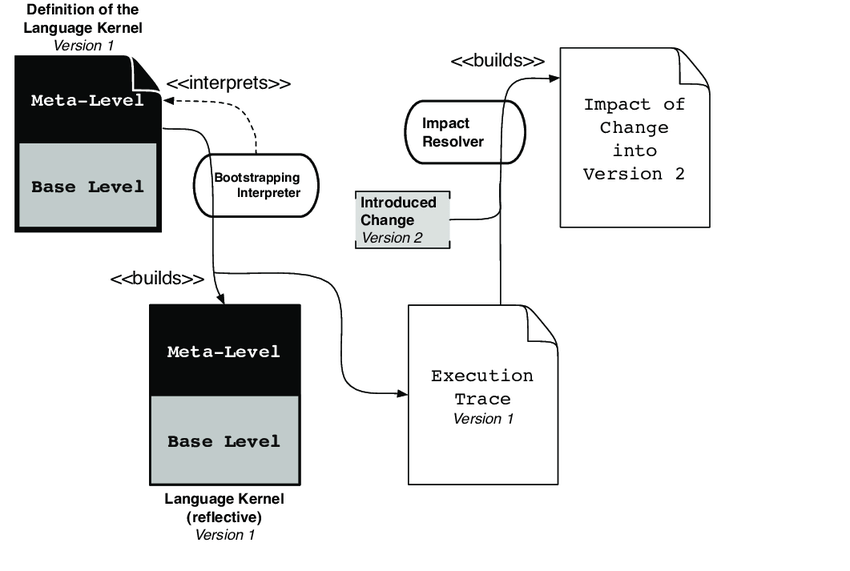 Definition of the
Language Kernel
Version 1
Meta-Level
Base Level
<<interprets>>
Bootstrapping
Interpreter
<<builds>>
Meta-Level
Base Level
Language Kernel
(reflective)
Version 1
<<builds>>
Impact
Resolver
Introduced
Change
Version 2
Execution
Trace
Version 1
Impact of
Change
into
Version 2